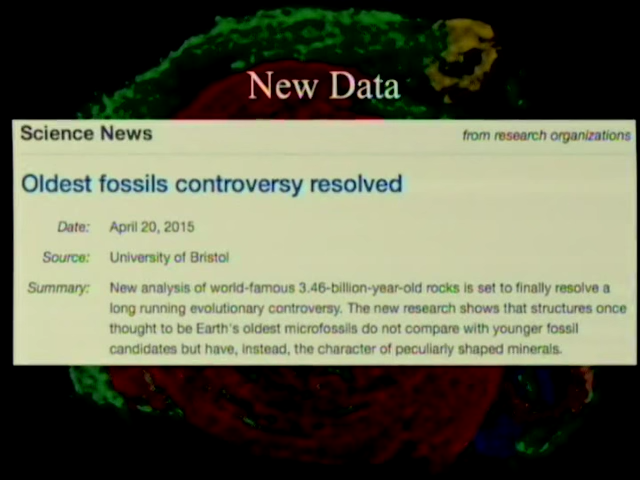 New Data
Science News
from research organizations
Oldest fossils controversy resolved
Date: April 20, 2015
Source: University of Bristol
Summary: New analysis of world-famous 3.46-billion-year-old rocks is set to finally resolve a
long running evolutionary controversy. The new research shows that structures once
thought to be Earth's oldest microfossils do not compare with younger fossil
candidates but have, instead, the character of peculiarly shaped minerals.